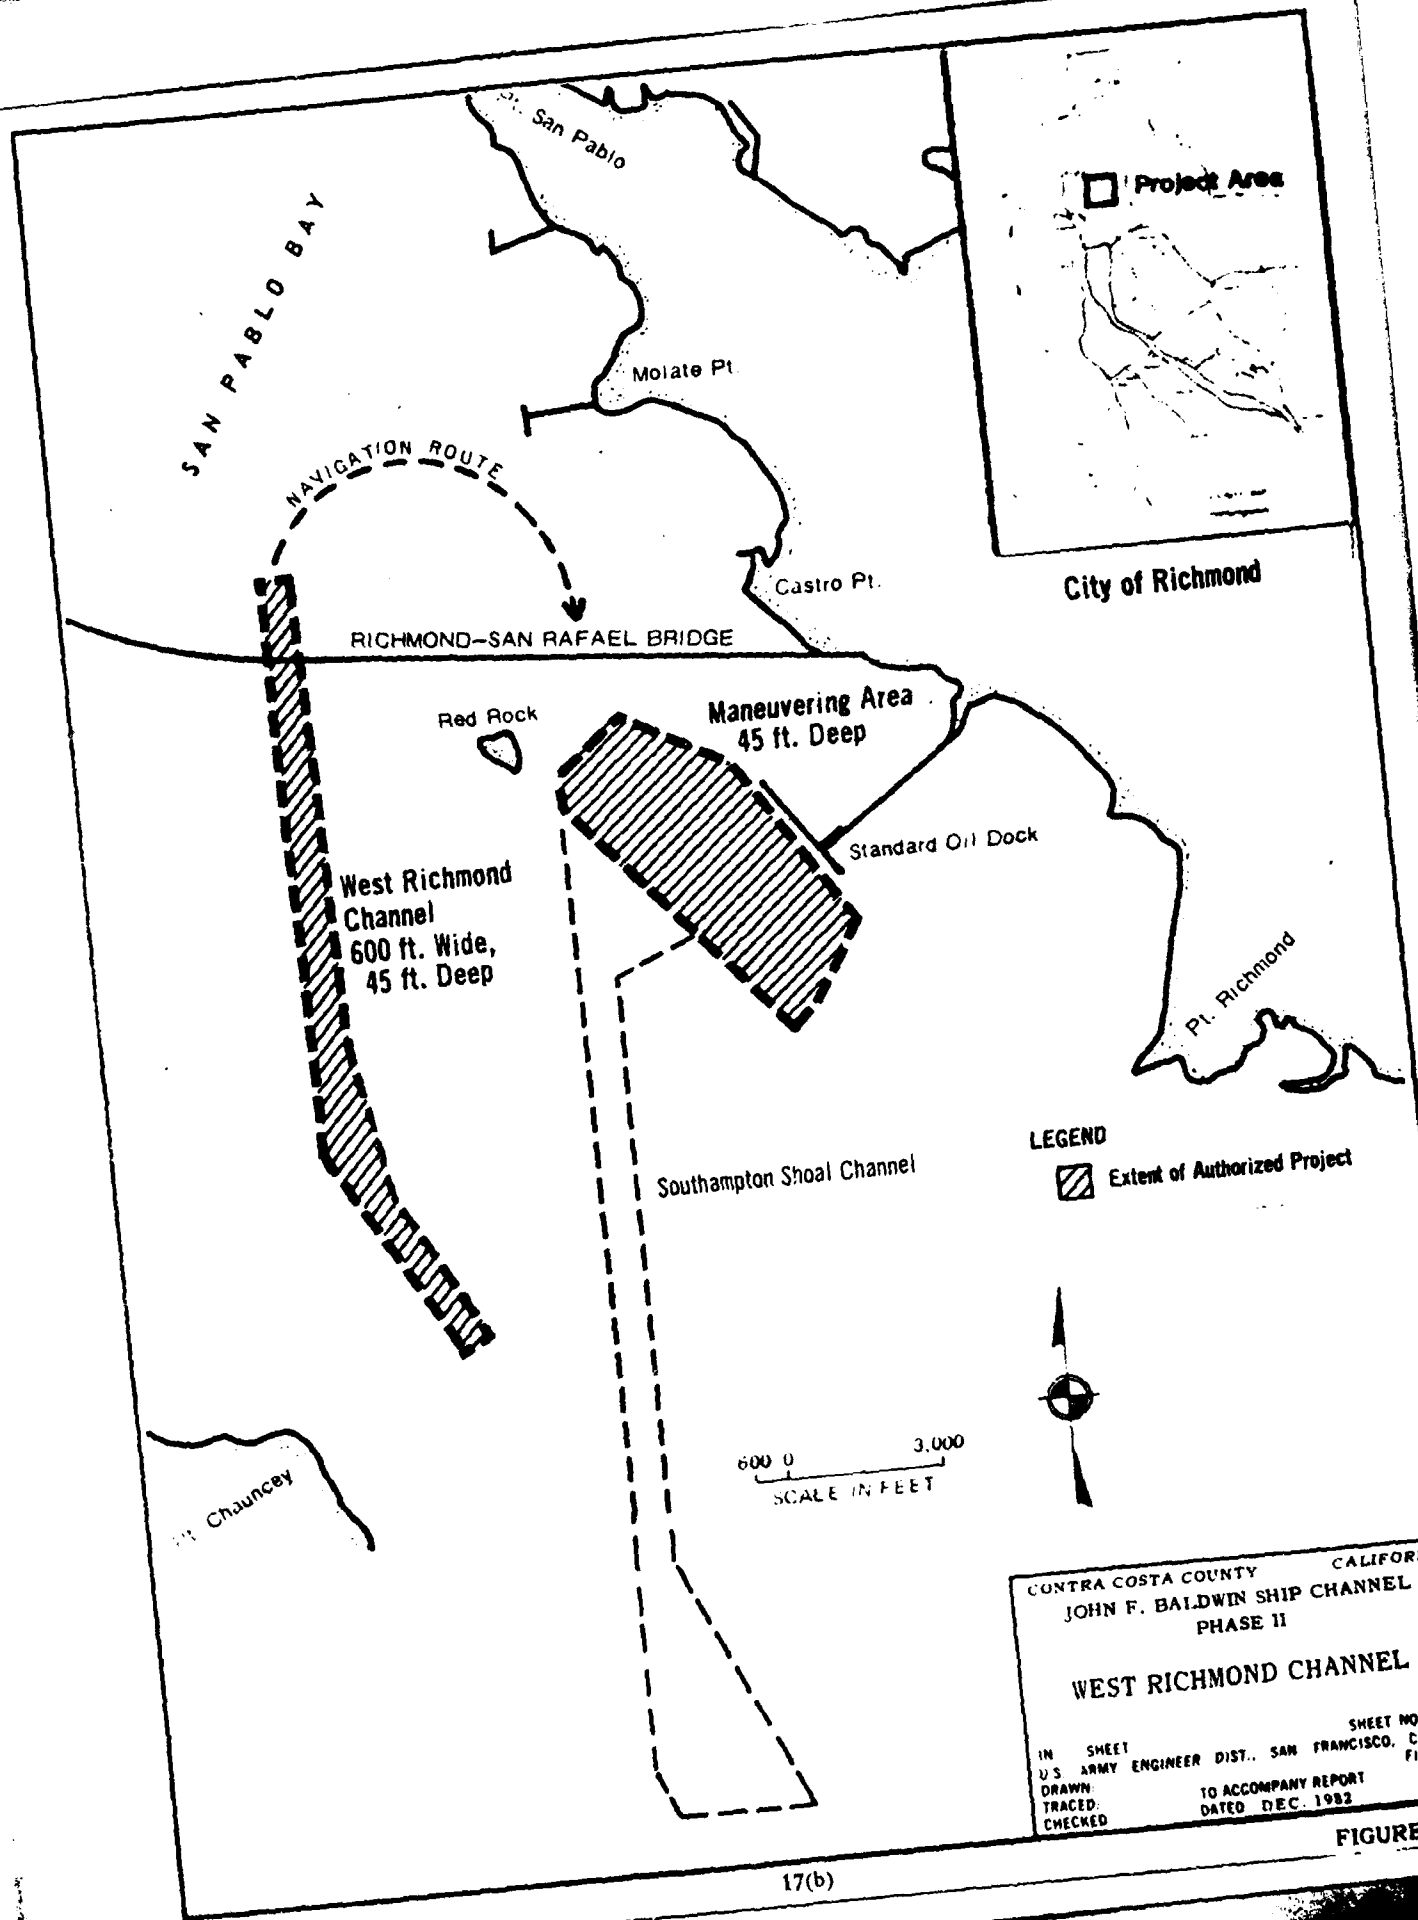 San Pablo
Project Area
SAN PABLO BAY
Molate Pt.
NAVIGATION ROUTE
Castro Pt.
City of Richmond
RICHMOND-SAN RAFAEL BRIDGE
Maneuvering Area
45 ft. Deep
Red Rock
Standard Oil Dock
West Richmond
Channel
600 ft. Wide,
45 ft. Deep
Pt. Richmond
LEGEND
Extent of Authorized Project
Southampton Shoal Channel
600 0 3,000
SCALE IN FEET
Chauncey
CONTRA COSTA COUNTY
JOHN F. BALDWIN SHIP CHANNEL
PHASE II
WEST RICHMOND CHANNEL
IN SHEET SHEET NO
U S ARMY ENGINEER DIST., SAN FRANCISCO,
DRAWN:
TRACED: TO ACCOMPANY REPORT
CHECKED DATED DEC. 1982
FIGURE
17(b)